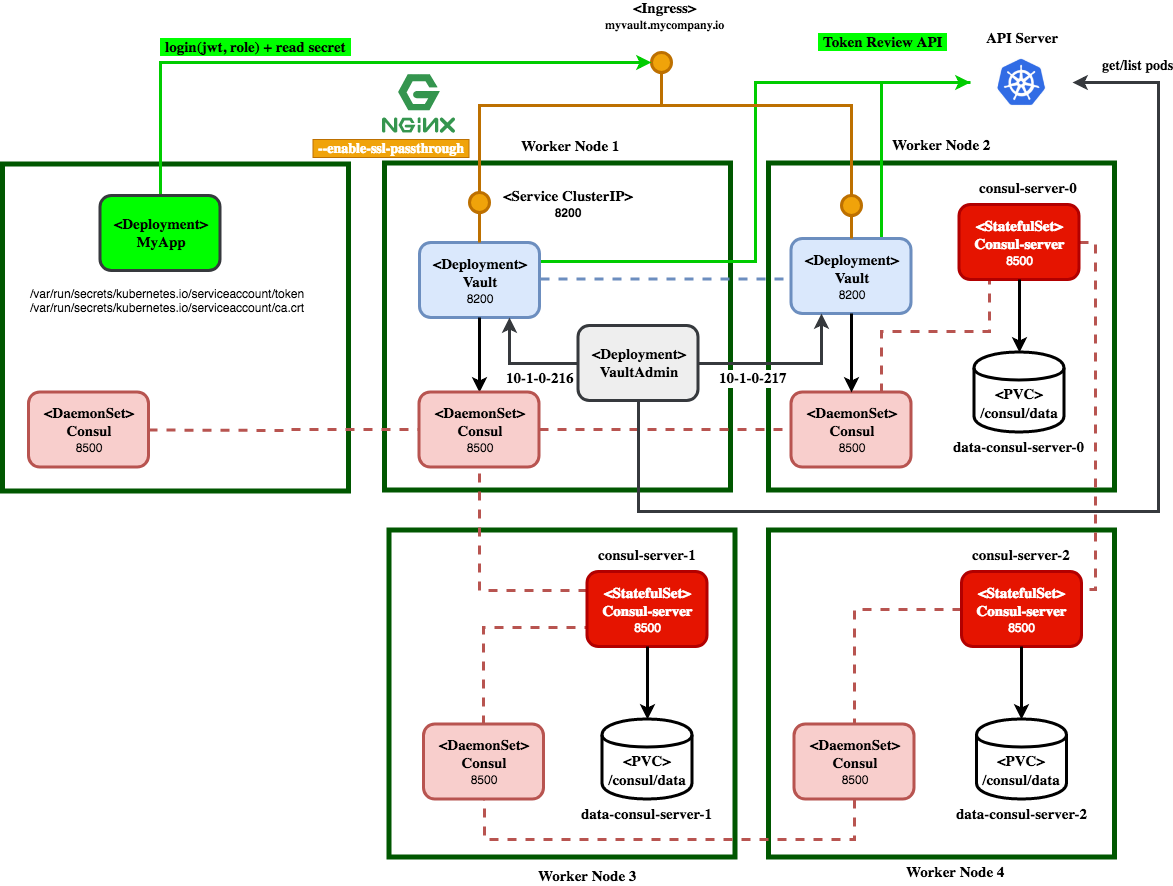 <Ingress>
myvault.mycompany.io
login(jwt, role) + read secret
Token Review API
API Server
get/list pods
NGINX
--enable-ssl-passthrough
Worker Node 1
Worker Node 2
<Deployment>
MyApp
/var/run/secrets/kubernetes.io/serviceaccount/token
/var/run/secrets/kubernetes.io/serviceaccount/ca.crt
<DaemonSet>
Consul
8500
<Service ClusterIP>
8200
<Deployment>
Vault
8200
<Deployment>
VaultAdmin
10-1-0-216
10-1-0-217
<DaemonSet>
Consul
8500
<Deployment>
Vault
8200
<DaemonSet>
Consul
8500
consul-server-0
<StatefulSet>
Consul-server
8500
<PVC>
/consul/data
data-consul-server-0
consul-server-1
<StatefulSet>
Consul-server
8500
<DaemonSet>
Consul
8500
<PVC>
/consul/data
data-consul-server-1
Worker Node 3
consul-server-2
<StatefulSet>
Consul-server
8500
<DaemonSet>
Consul
8500
<PVC>
/consul/data
data-consul-server-2
Worker Node 4